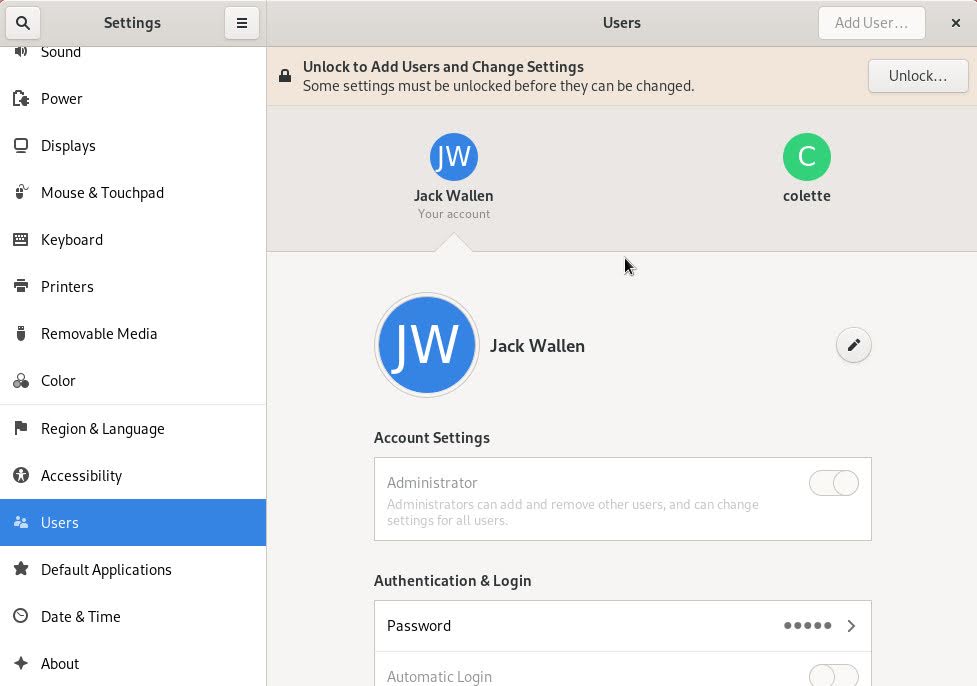 Settings
Users
Add User…
Sound
Power
Displays
Mouse & Touchpad
Keyboard
Printers
Removable Media
Color
Region & Language
Accessibility
Users
Default Applications
Date & Time
About
Unlock to Add Users and Change Settings
Some settings must be unlocked before they can be changed.
Unlock…
JW
Jack Wallen
Your account
C
colette
JW
Jack Wallen
Account Settings
Administrator
Administrators can add and remove other users, and can change
settings for all users.
Authentication & Login
Password
●●●●●
Automatic Login